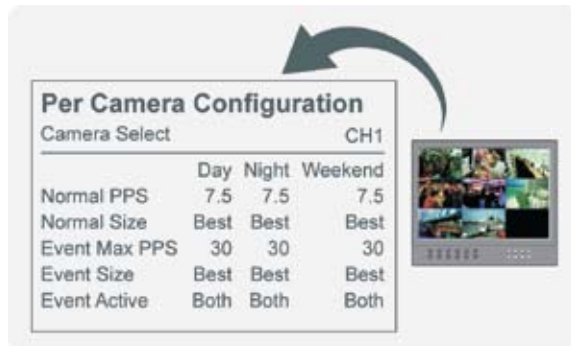 Per Camera Configuration
Camera Select CH1
Day Night Weekend
Normal PPS 7.5 7.5 7.5
Normal Size Best Best Best
Event Max PPS 30 30 30
Event Size Best Best Best
Event Active Both Both Both